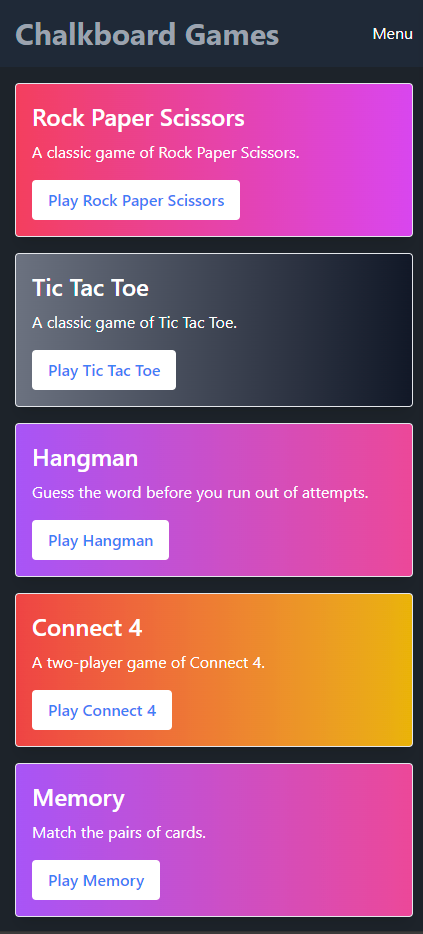 Chalkboard Games
Menu
Rock Paper Scissors
A classic game of Rock Paper Scissors.
Play Rock Paper Scissors
Tic Tac Toe
A classic game of Tic Tac Toe.
Play Tic Tac Toe
Hangman
Guess the word before you run out of attempts.
Play Hangman
Connect 4
A two-player game of Connect 4.
Play Connect 4
Memory
Match the pairs of cards.
Play Memory